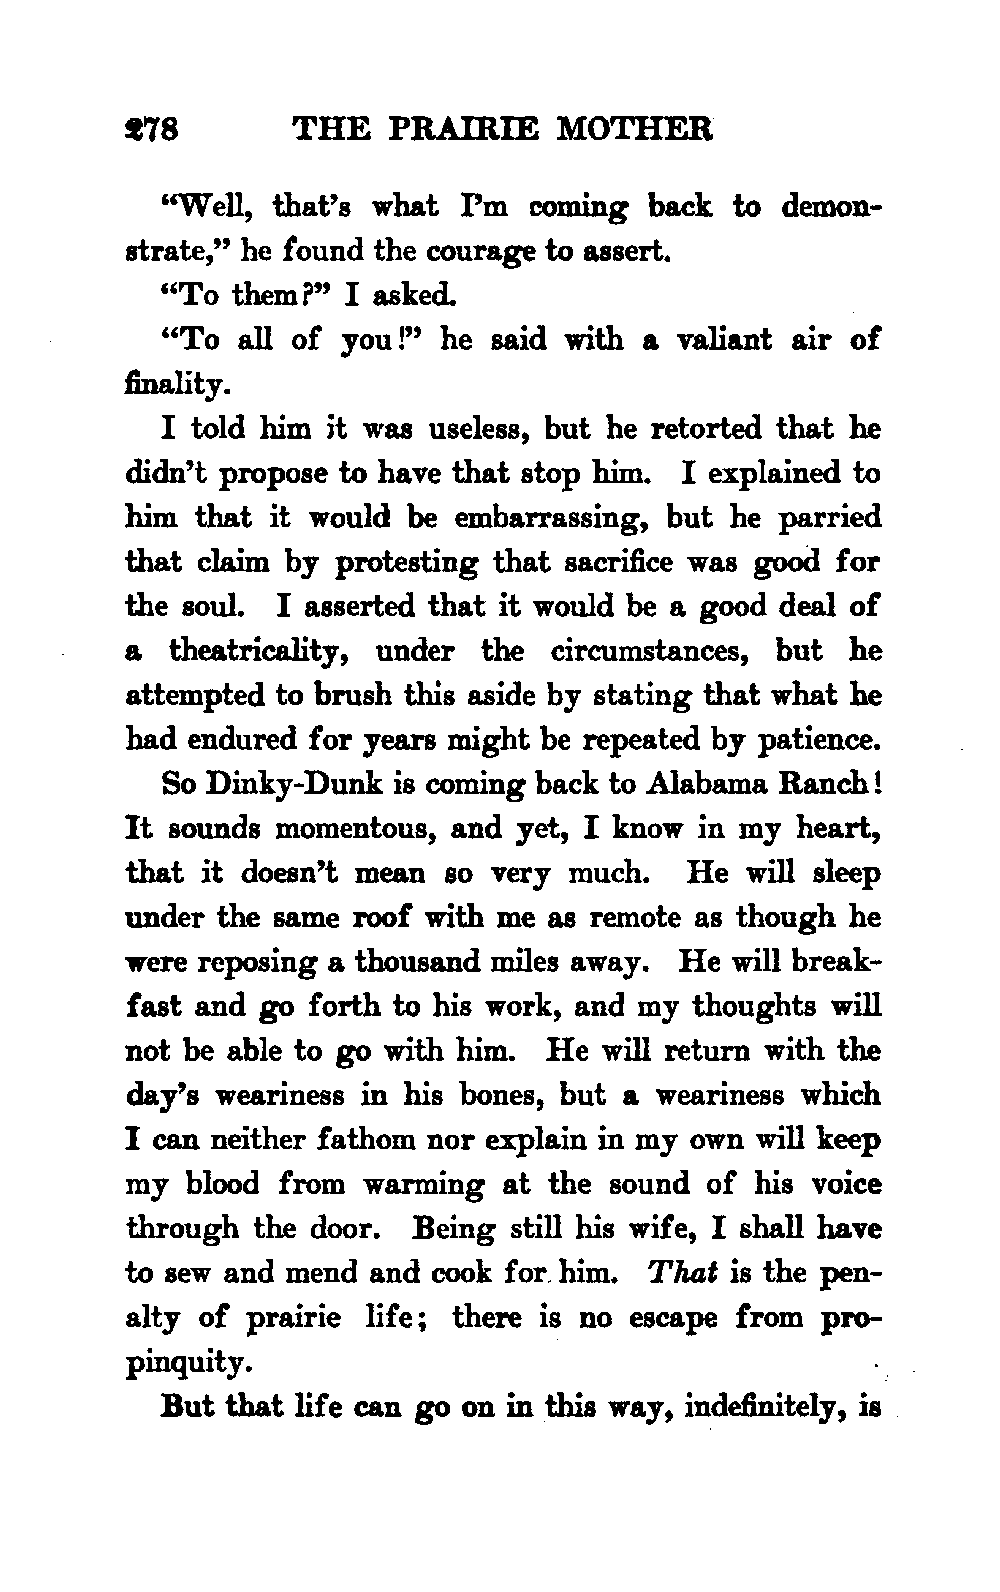 278 THE PRAIRIE MOTHER
“Well, that’s what I’m coming back to demon-
strate,” he found the courage to assert.
“To them?” I asked.
“To all of you!” he said with a valiant air of
finality.
I told him it was useless, but he retorted that he
didn’t propose to have that stop him. I explained to
him that it would be embarrassing, but he parried
that claim by protesting that sacrifice was good for
the soul. I asserted that it would be a good deal of
a theatricality, under the circumstances, but he
attempted to brush this aside by stating that what he
had endured for years might be repeated by patience.
So Dinky-Dunk is coming back to Alabama Ranch!
It sounds momentous, and yet, I know in my heart,
that it doesn’t mean so very much. He will sleep
under the same roof with me as remote as though he
were reposing a thousand miles away. He will break-
fast and go forth to his work, and my thoughts will
not be able to go with him. He will return with the
day’s weariness in his bones, but a weariness which
I can neither fathom nor explain in my own will keep
my blood from warming at the sound of his voice
through the door. Being still his wife, I shall have
to sew and mend and cook for him. That is the pen-
alty of prairie life; there is no escape from pro-
pinquity.
But that life can go on in this way, indefinitely, is